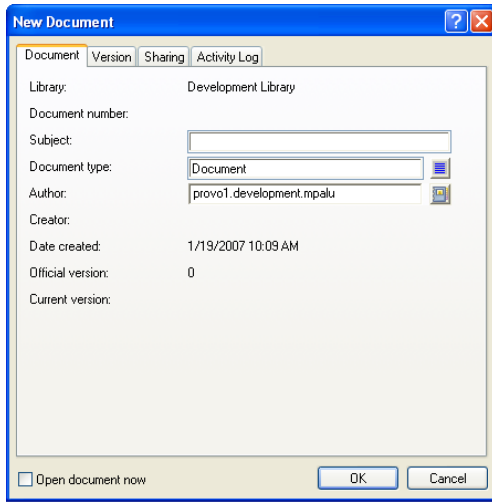 New Document
Document Version Sharing Activity Log
Library: Development Library
Document number:
Subject:
Document type: Document
Author: provo1.development.mpalu
Creator:
Date created: 1/19/2007 10:09 AM
Official version: 0
Current version:
Open document now OK Cancel